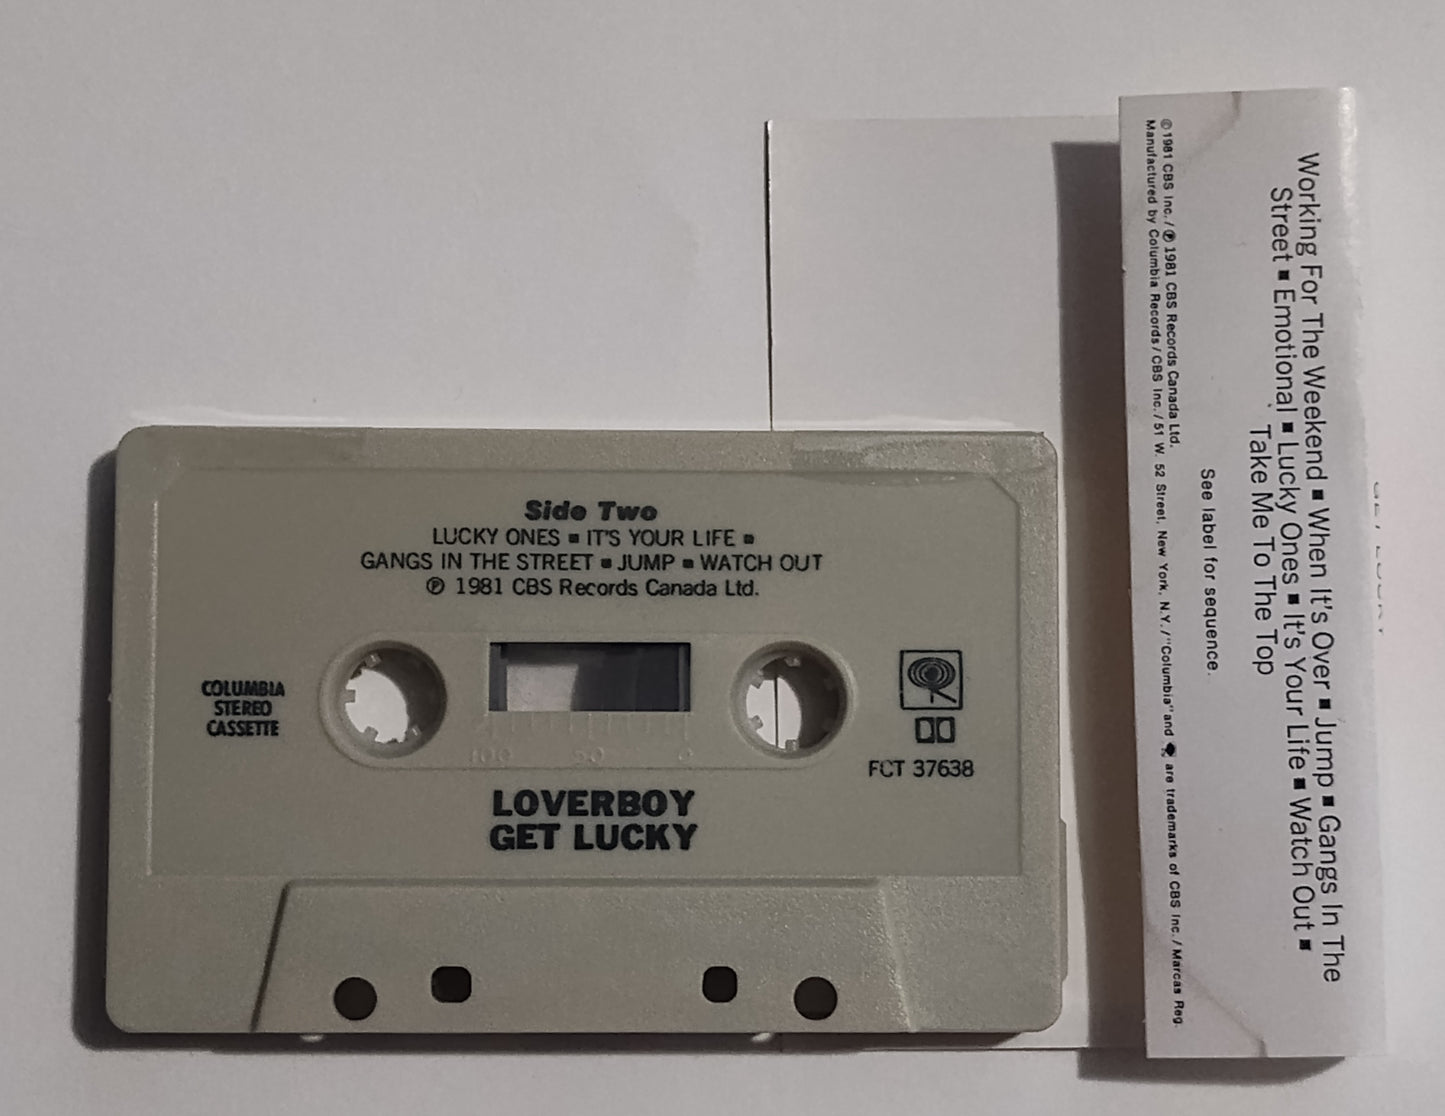 Side Two
LUCKY ONES ■ IT'S YOUR LIFE ■
GANGS IN THE STREET ■ JUMP ■ WATCH OUT
℗ 1981 CBS Records Canada Ltd.
COLUMBIA
STEREO
CASSETTE
100 50 0
FCT 37638
LOVERBOY
GET LUCKY
Working For The Weekend ■ When It's Over ■ Jump ■ Gangs In The
Street ■ Emotional ■ Lucky Ones ■ It's Your Life ■ Watch Out ■
Take Me To The Top
See label for sequence.
©1981 CBS Inc./ ℗ 1981 CBS Records Canada Ltd.
Manufactured by Columbia Records/CBS Inc./51 W. 52 Street, New York, N.Y./"Columbia" and are trademarks of CBS Inc./Marcas Reg.